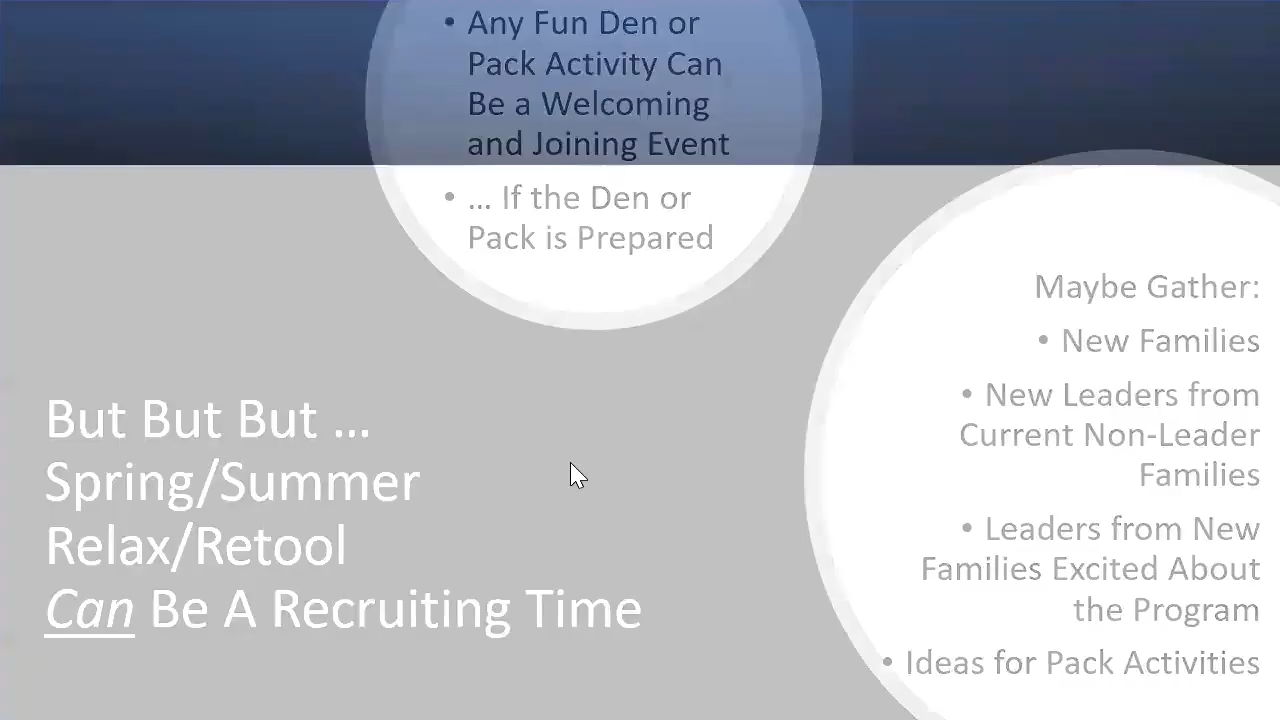 • Any Fun Den or
Pack Activity Can
Be a Welcoming
and Joining Event
• ... If the Den or
Pack is Prepared
Maybe Gather:
• New Families
• New Leaders from
Current Non-Leader
Families
• Leaders from New
Families Excited About
the Program
• Ideas for Pack Activities
But But But ...
Spring/Summer
Relax/Retool
Can Be A Recruiting Time